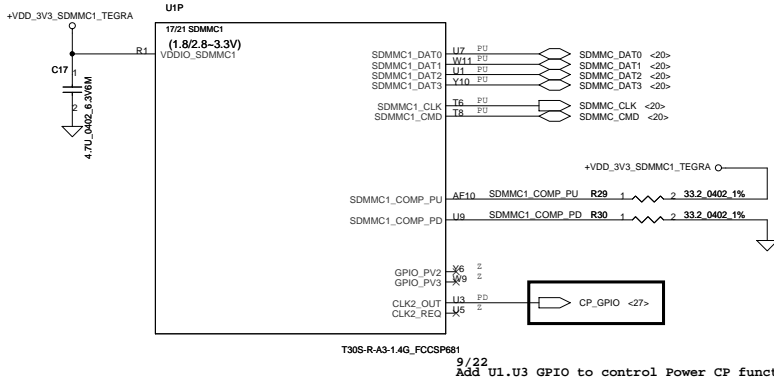 +VDD_3V3_SDMMC1_TEGRA
U1P
17/21 SDMMC1
(1.8/2.8~3.3V)
R1
VDDIO_SDMMC1
C17
1
2
4.7U_0402_6.3V6M
SDMMC1_DAT0 U7 PU SDMMC_DAT0 <20>
SDMMC1_DAT1 W11 PU SDMMC_DAT1 <20>
SDMMC1_DAT2 U1 PU SDMMC_DAT2 <20>
SDMMC1_DAT3 Y10 PU SDMMC_DAT3 <20>
SDMMC1_CLK T6 PU SDMMC_CLK <20>
SDMMC1_CMD T8 PU SDMMC_CMD <20>
+VDD_3V3_SDMMC1_TEGRA
SDMMC1_COMP_PU AF10 SDMMC1_COMP_PU R29 1 2 33.2_0402_1%
SDMMC1_COMP_PD U9 SDMMC1_COMP_PD R30 1 2 33.2_0402_1%
GPIO_PV2 Y6 Z
GPIO_PV3 W9 Z
CLK2_OUT U3 PD CP_GPIO <27>
CLK2_REQ U5 Z
T30S-R-A3-1.4G_FCCSP681
9/22
Add U1.U3 GPIO to control Power CP funct